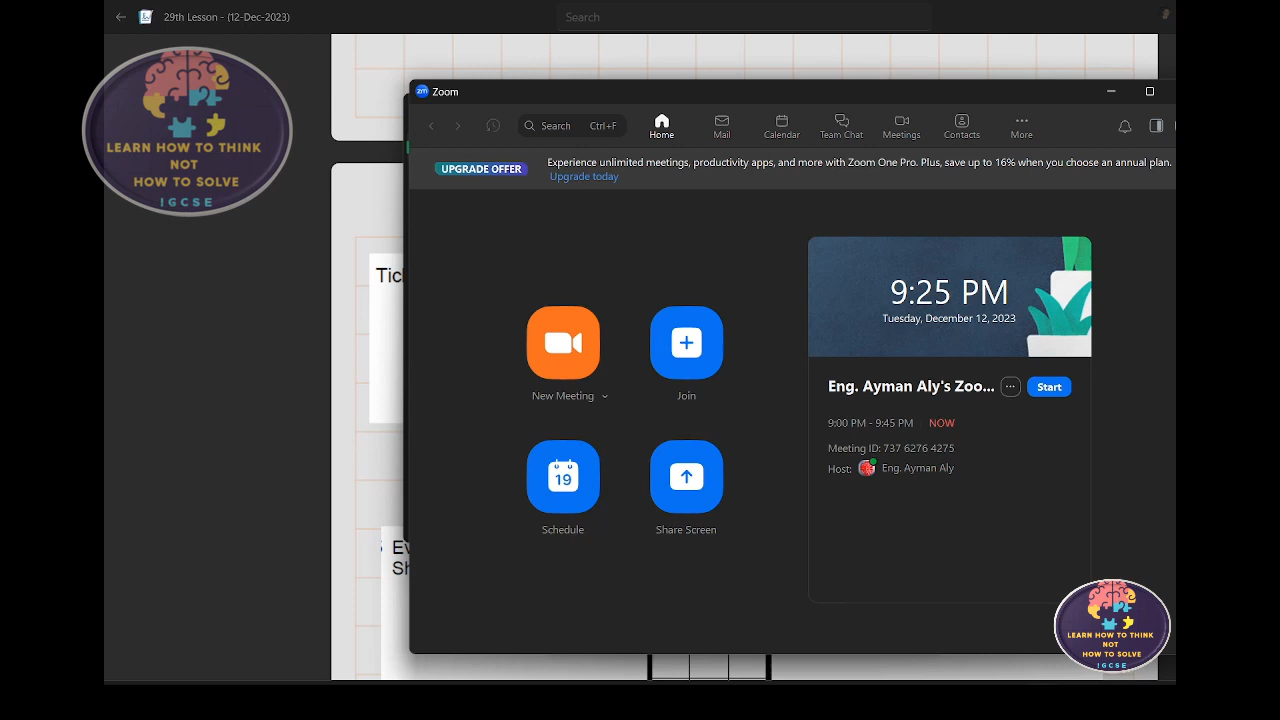 29th Lesson - (12-Dec-2023)
Search
LEARN HOW TO THINK
NOT
HOW TO SOLVE
IGCSE
Zoom
Search Ctrl+F
Home
Mail
Calendar
Team Chat
Meetings
Contacts
More
UPGRADE OFFER
Experience unlimited meetings, productivity apps, and more with Zoom One Pro. Plus, save up to 16% when you choose an annual plan.
Upgrade today
9:25 PM
Tuesday, December 12, 2023
New Meeting
Join
19
Schedule
Share Screen
Eng. Ayman Aly's Zoo...
Start
9:00 PM - 9:45 PM NOW
Meeting ID: 737 6276 4275
Host: Eng. Ayman Aly
LEARN HOW TO THINK
NOT
HOW TO SOLVE
IGCSE